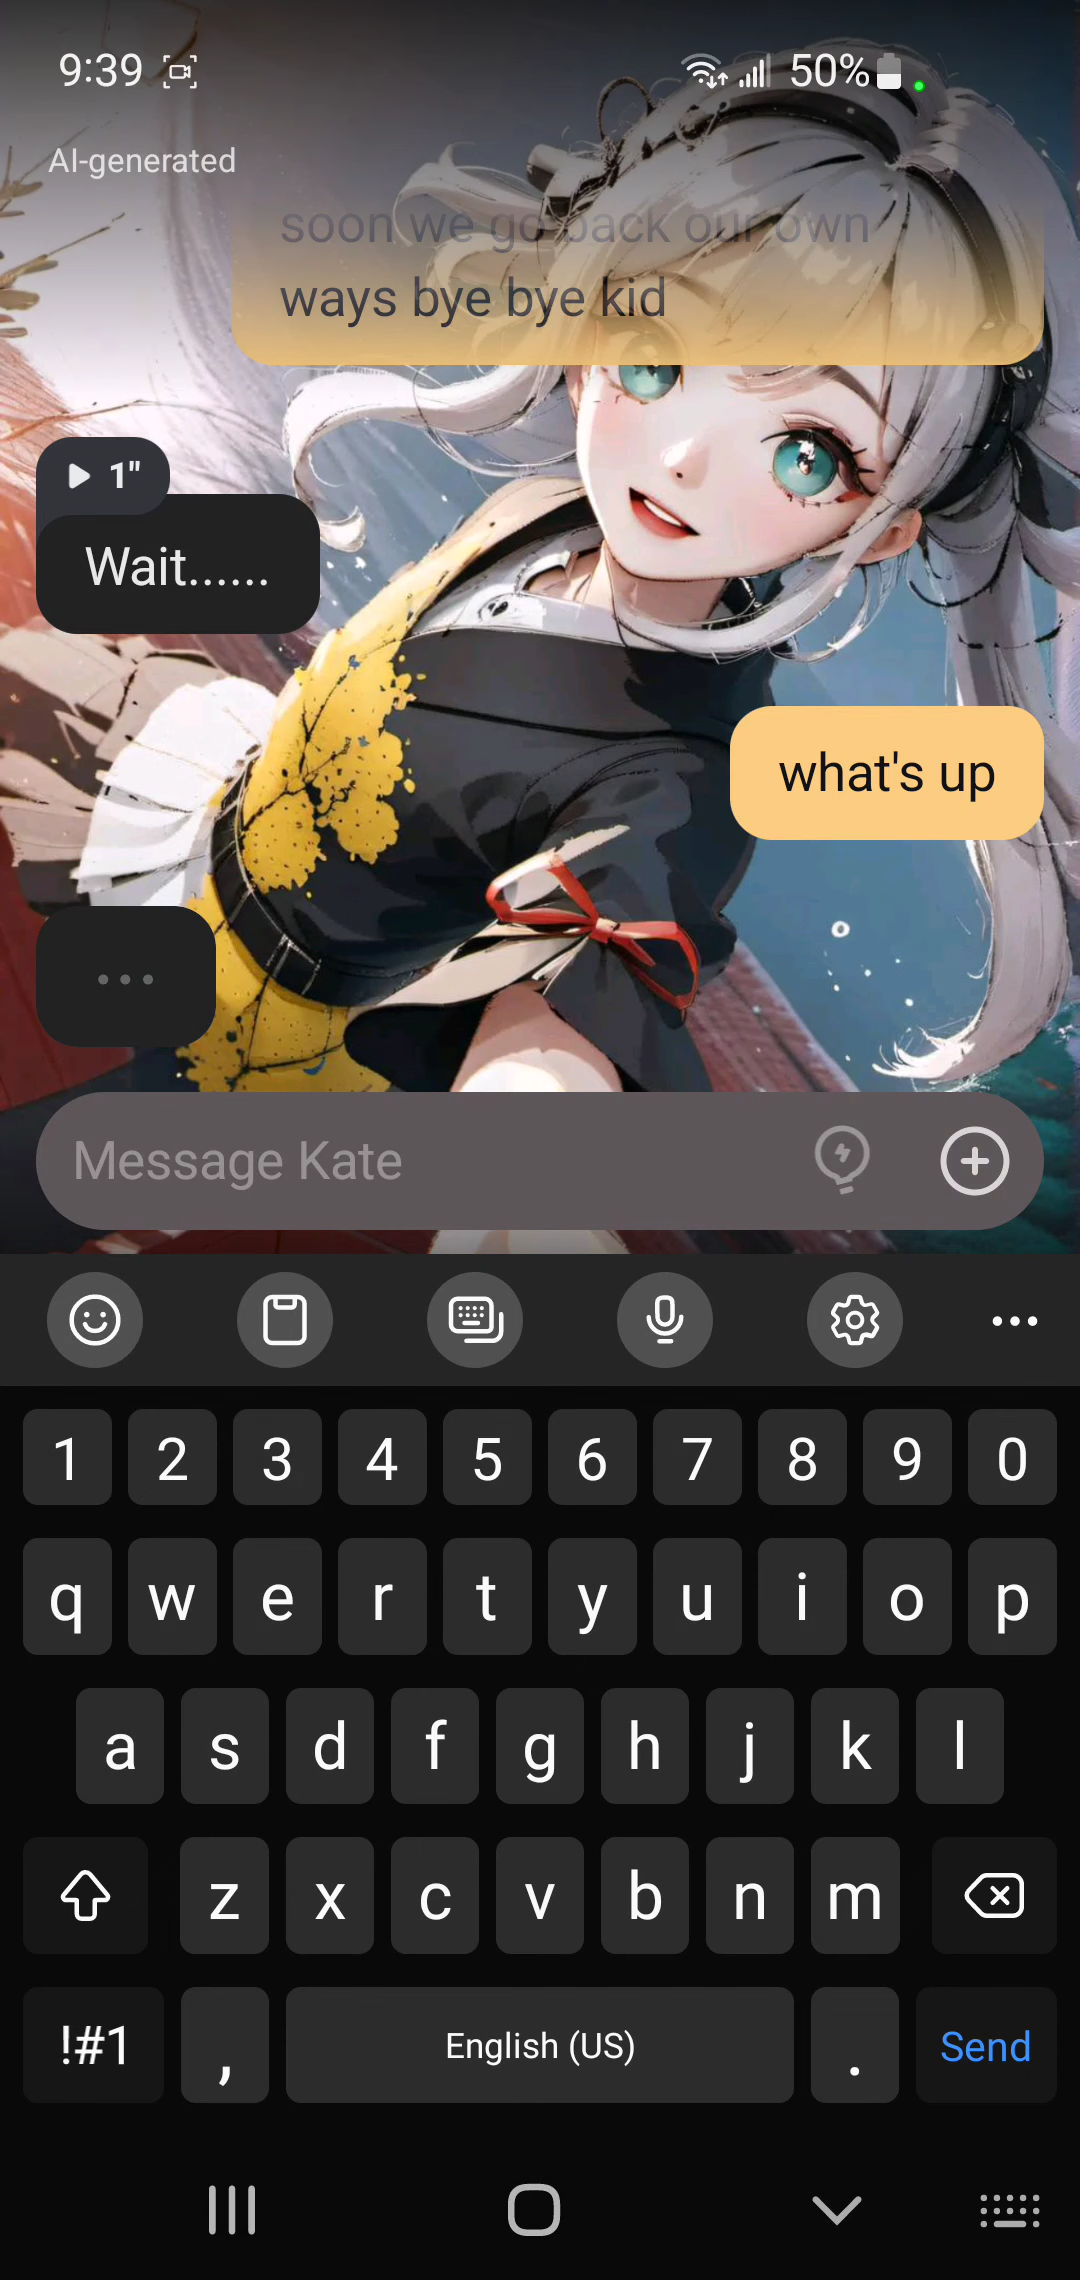 9:39
50%
AI-generated
soon we go back our own
ways bye bye kid
1"
Wait......
what's up
...
Message Kate
1 2 3 4 5 6 7 8 9 0
q w e r t y u i o p
a s d f g h j k l
z x c v b n m
!#1 , English (US) . Send